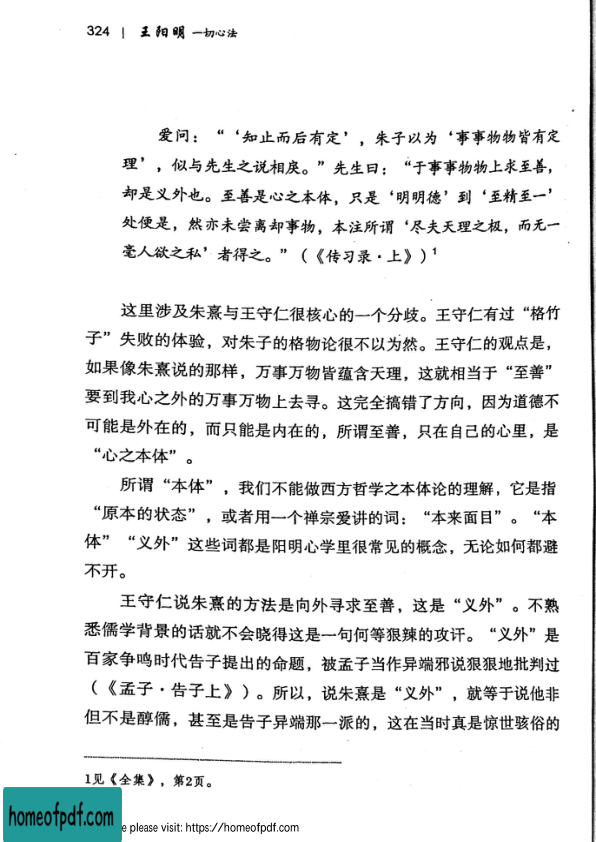 324 | 王阳明 一切心法
爱问：“‘知止而后有定’，朱子以为‘事事物物皆有定
理’，似与先生之说相戾。”先生曰：“于事事物物上求至善，
却是义外也。至善是心之本体，只是‘明明德’到‘至精至一’
处便是，然亦未尝离却事物，本注所谓‘尽夫天理之极，而无一
毫人欲之私’者得之。”（《传习录·上》）1
这里涉及朱熹与王守仁很核心的一个分歧。王守仁有过“格竹
子”失败的体验，对朱子的格物论很不以为然。王守仁的观点是，
如果像朱熹说的那样，万事万物皆蕴含天理，这就相当于“至善”
要到我心之外的万事万物上去寻。这完全搞错了方向，因为道德不
可能是外在的，而只能是内在的，所谓至善，只在自己的心里，是
“心之本体”。
所谓“本体”，我们不能做西方哲学之本体论的理解，它是指
“原本的状态”，或者用一个禅宗爱讲的词：“本来面目”。“本
体”“义外”这些词都是阳明心学里很常见的概念，无论如何都避
不开。
王守仁说朱熹的方法是向外寻求至善，这是“义外”。不熟
悉儒学背景的话就不会晓得这是一句何等狠辣的攻讦。“义外”是
百家争鸣时代告子提出的命题，被孟子当作异端邪说狠狠地批判过
（《孟子·告子上》）。所以，说朱熹是“义外”，就等于说他非
但不是醇儒，甚至是告子异端那一派的，这在当时真是惊世骇俗的
1见《全集》，第2页。
homeofpdf.com
e please visit: https://homeofpdf.com